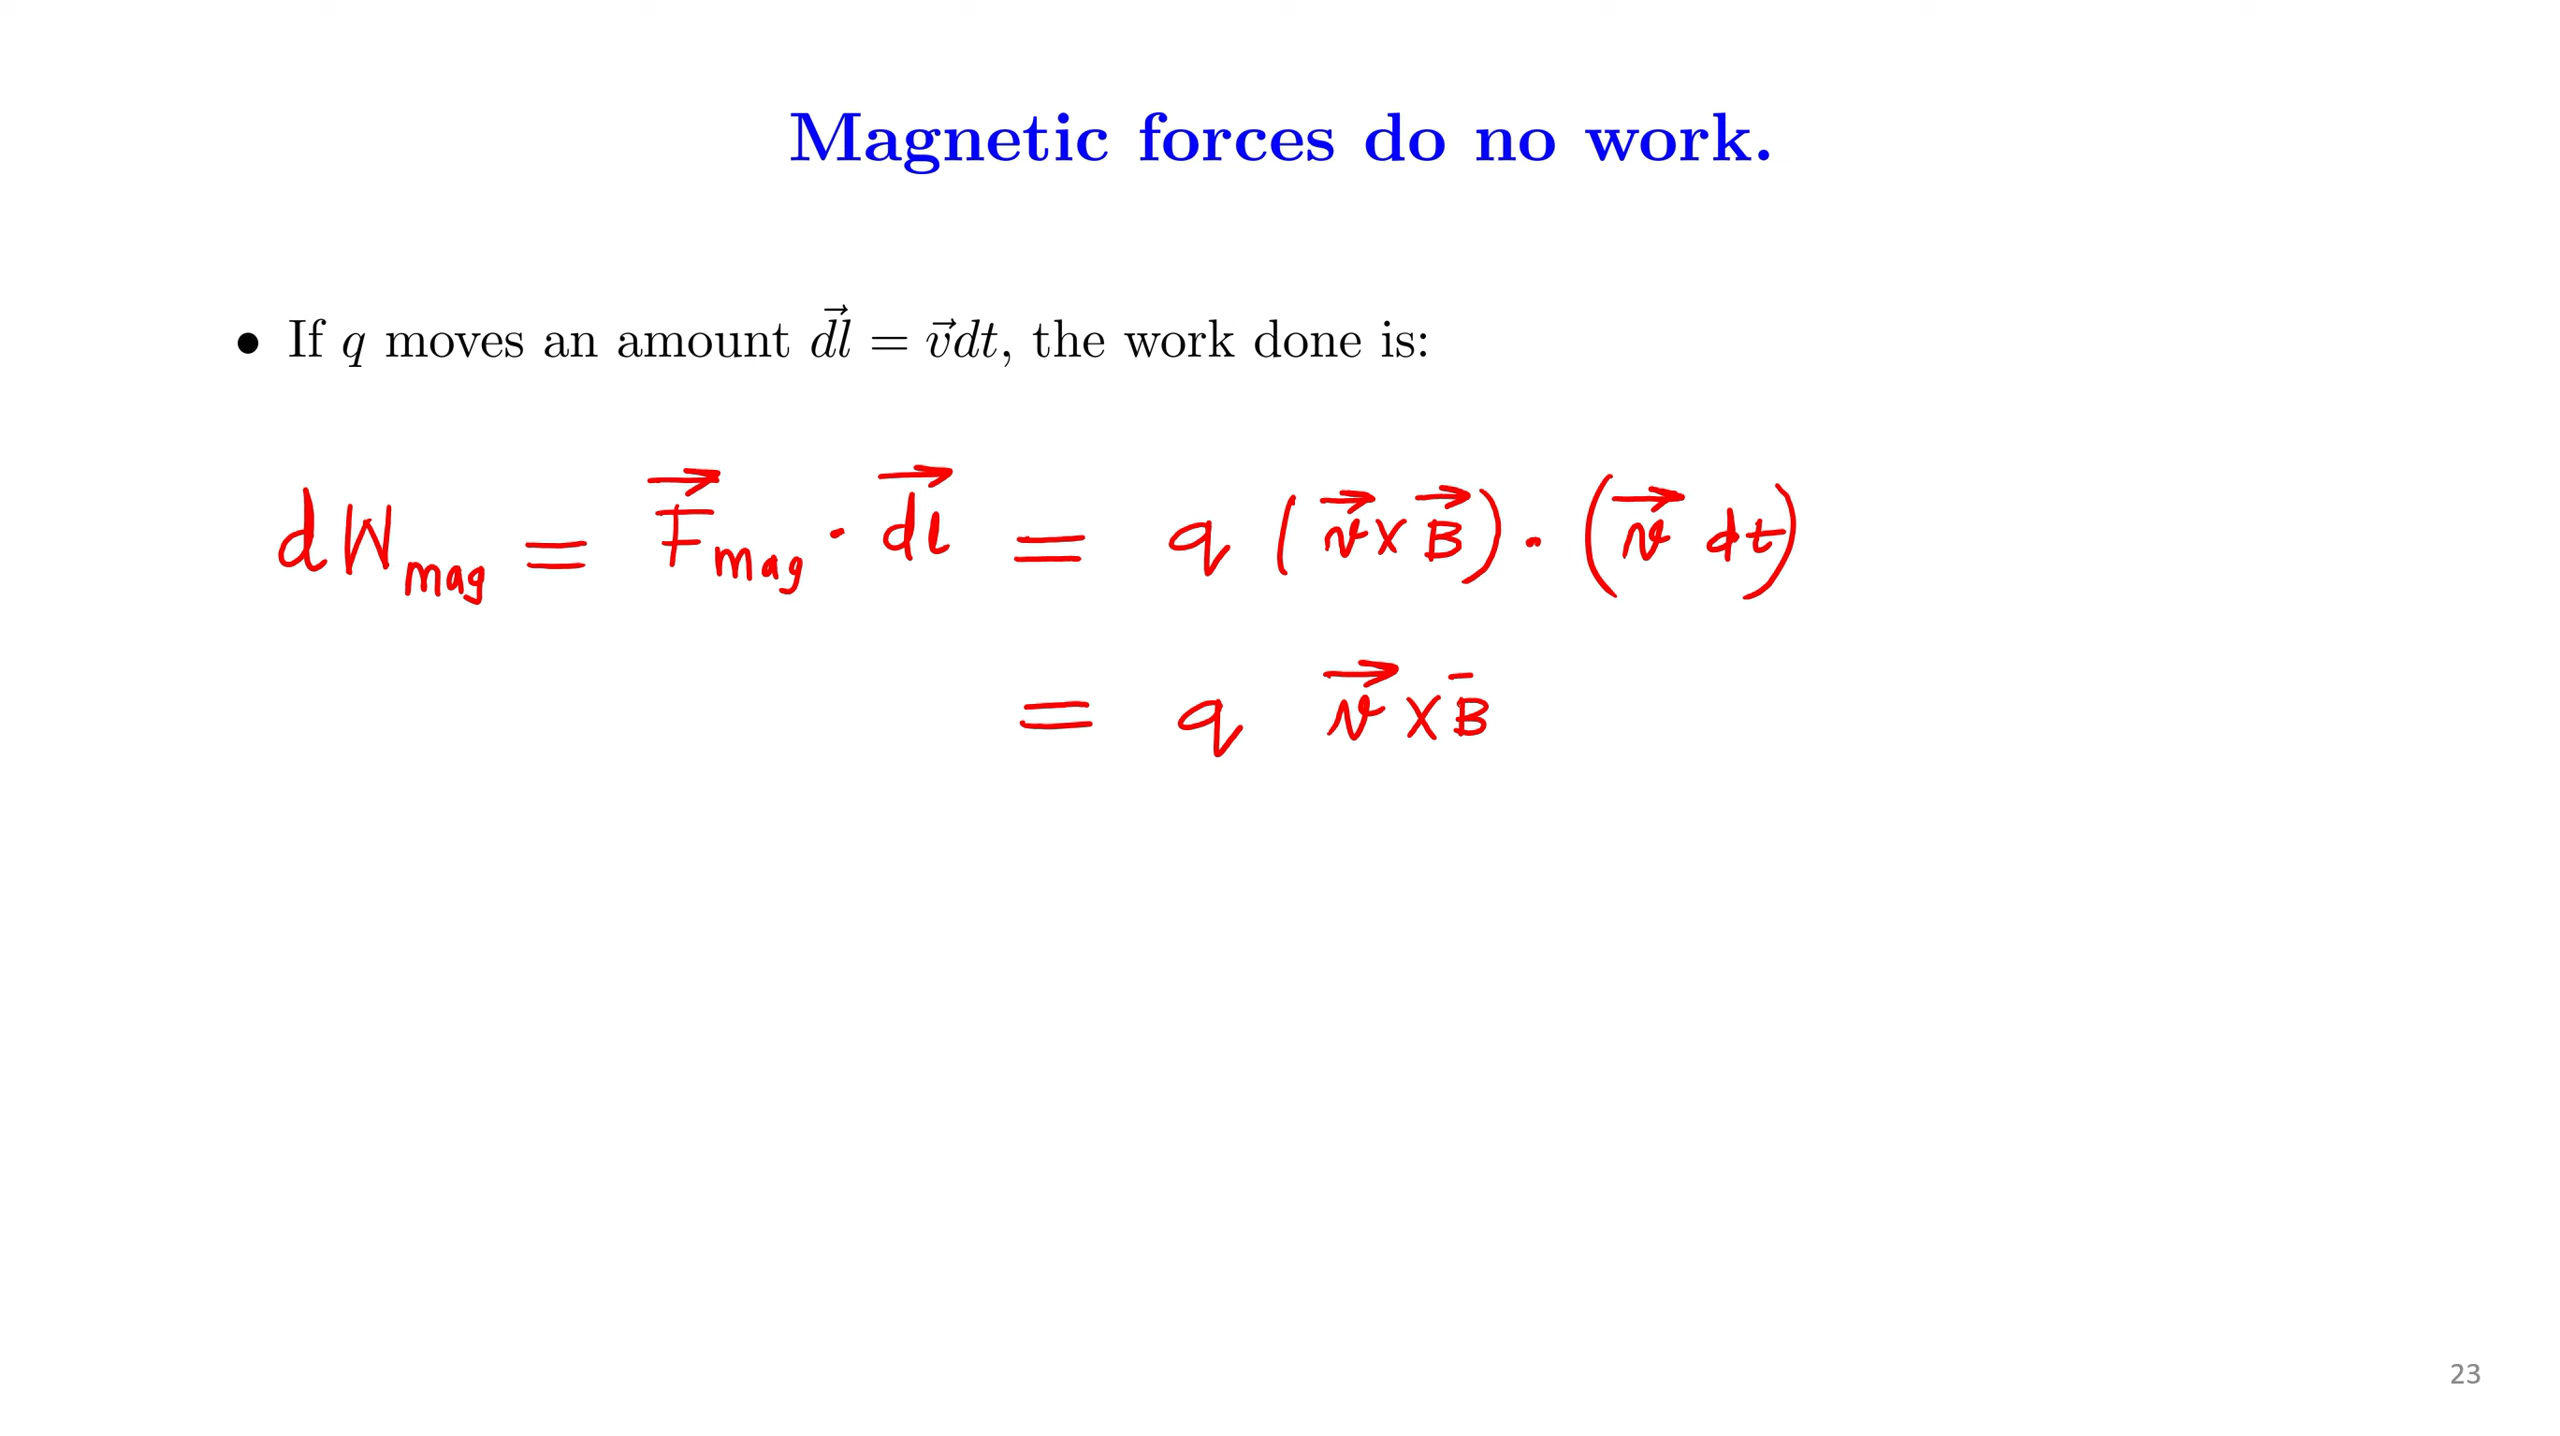 Magnetic forces do no work.
• If q moves an amount d⃗l = v⃗dt, the work done is:
dW_mag = F⃗_mag · d⃗l = q (v⃗ × B⃗) · (v⃗ dt)
= q v⃗ × B̄
23